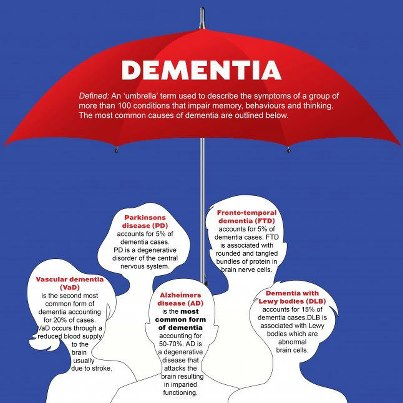 DEMENTIA
Defined: An 'umbrella' term used to describe the symptoms of a group of
more than 100 conditions that impair memory, behaviours and thinking.
The most common causes of dementia are outlined below.
Parkinsons
disease (PD)
accounts for 5% of
dementia cases.
PD is a degenerative
disorder of the central
nervous system.
Fronto-temporal
dementia (FTD)
accounts for 5% of
dementia cases. FTD
is associated with
rounded and tangled
bundles of protein in
brain nerve cells.
Vascular dementia
(VaD)
is the second most
common form of
dementia accounting
for 20% of cases.
VaD occurs through a
reduced blood supply
to the
brain
usually
due to stroke.
Alzheimers
disease (AD)
is the most
common form
of dementia
accounting for
50-70%. AD is
a degenerative
disease that
attacks the
brain resulting
in impaired
functioning.
Dementia with
Lewy bodies (DLB)
accounts for 15% of
dementia cases.DLB is
associated with Lewy
bodies which are
abnormal
brain cells.